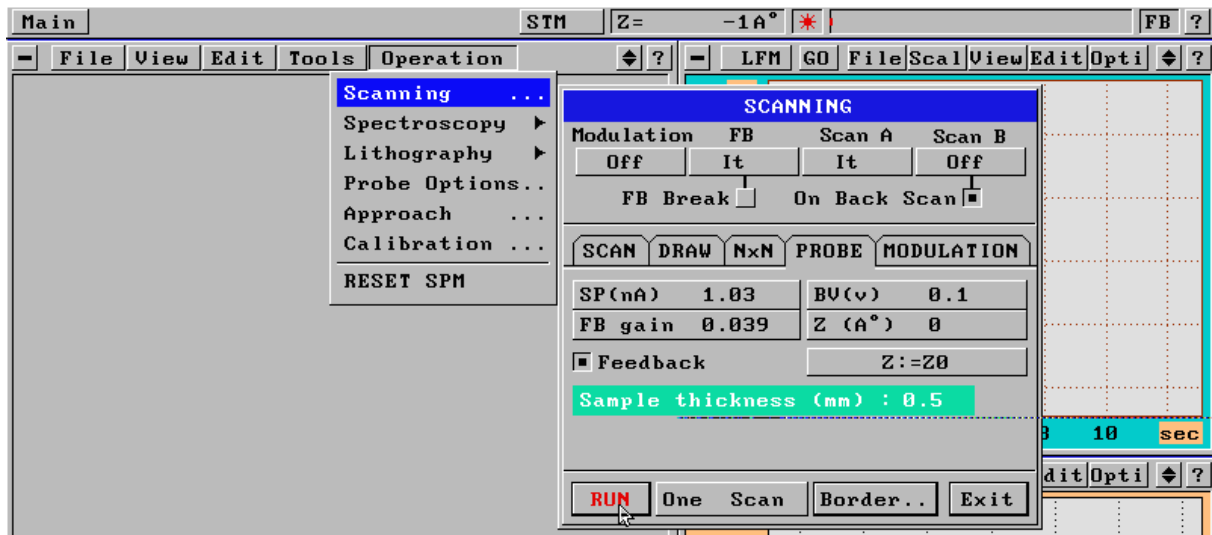 Main STM Z= -1A° FB ?
File View Edit Tools Operation ? LFM GO File Scal View Edit Opti ?
Scanning ...
Spectroscopy
Lithography
Probe Options..
Approach ...
Calibration ...
RESET SPM
SCANNING
Modulation FB Scan A Scan B
Off It It Off
FB Break On Back Scan
SCAN DRAW NxN PROBE MODULATION
SP(nA) 1.03 BV(v) 0.1
FB gain 0.039 Z (A°) 0
Feedback Z:=Z0
Sample thickness (mm) : 0.5
10 sec
dit Opti ?
RUN One Scan Border.. Exit